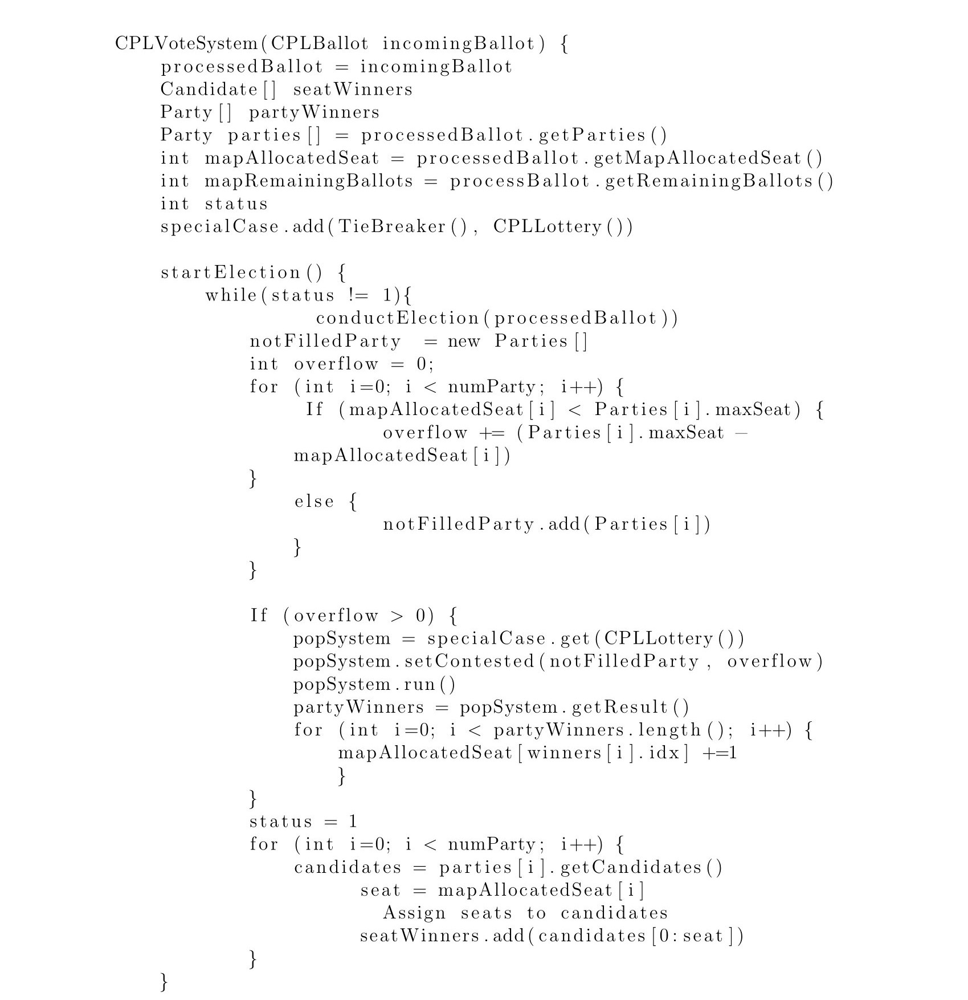 CPLVoteSystem(CPLBallot incomingBallot) {
processedBallot = incomingBallot
Candidate[] seatWinners
Party[] partyWinners
Party parties[] = processedBallot.getParties()
int mapAllocatedSeat = processedBallot.getMapAllocatedSeat()
int mapRemainingBallots = processBallot.getRemainingBallots()
int status
specialCase.add(TieBreaker(), CPLLottery())
startElection() {
while(status != 1){
conductElection(processedBallot))
notFilledParty = new Parties[]
int overflow = 0;
for (int i=0; i < numParty; i++) {
If (mapAllocatedSeat[i] < Parties[i].maxSeat) {
overflow += (Parties[i].maxSeat −
mapAllocatedSeat[i])
}
else {
notFilledParty.add(Parties[i])
}
}
If (overflow > 0) {
popSystem = specialCase.get(CPLLottery())
popSystem.setContested(notFilledParty, overflow)
popSystem.run()
partyWinners = popSystem.getResult()
for (int i=0; i < partyWinners.length(); i++) {
mapAllocatedSeat[winners[i].idx] +=1
}
}
status = 1
for (int i=0; i < numParty; i++) {
candidates = parties[i].getCandidates()
seat = mapAllocatedSeat[i]
Assign seats to candidates
seatWinners.add(candidates[0:seat])
}
}